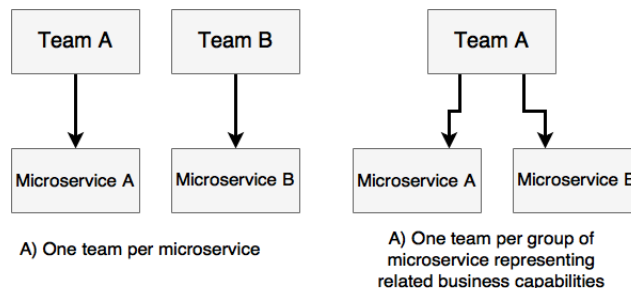 Team A
Team B
Team A
Microservice A
Microservice B
Microservice A
Microservice B
A) One team per microservice
A) One team per group of
microservice representing
related business capabilities